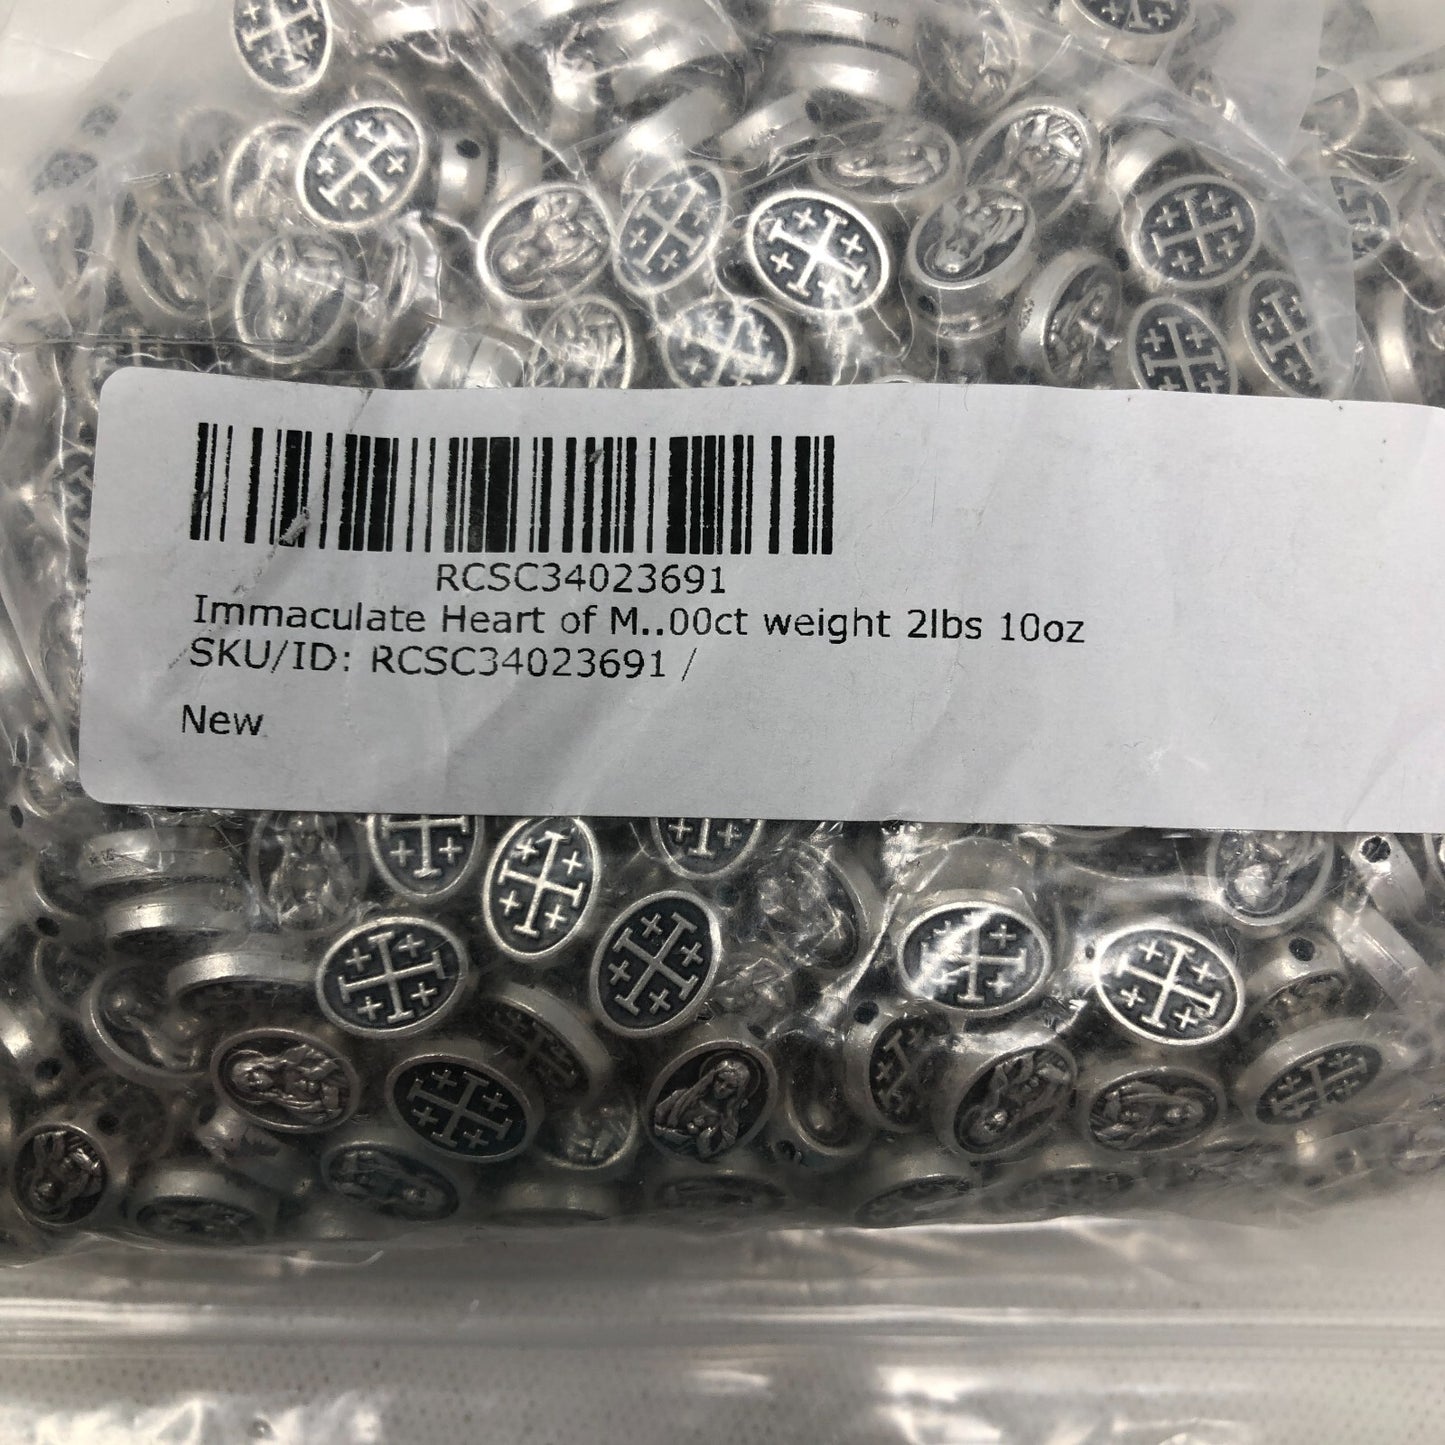 RCSC34023691
Immaculate Heart of M..00ct weight 2lbs 10oz
SKU/ID: RCSC34023691 /
New